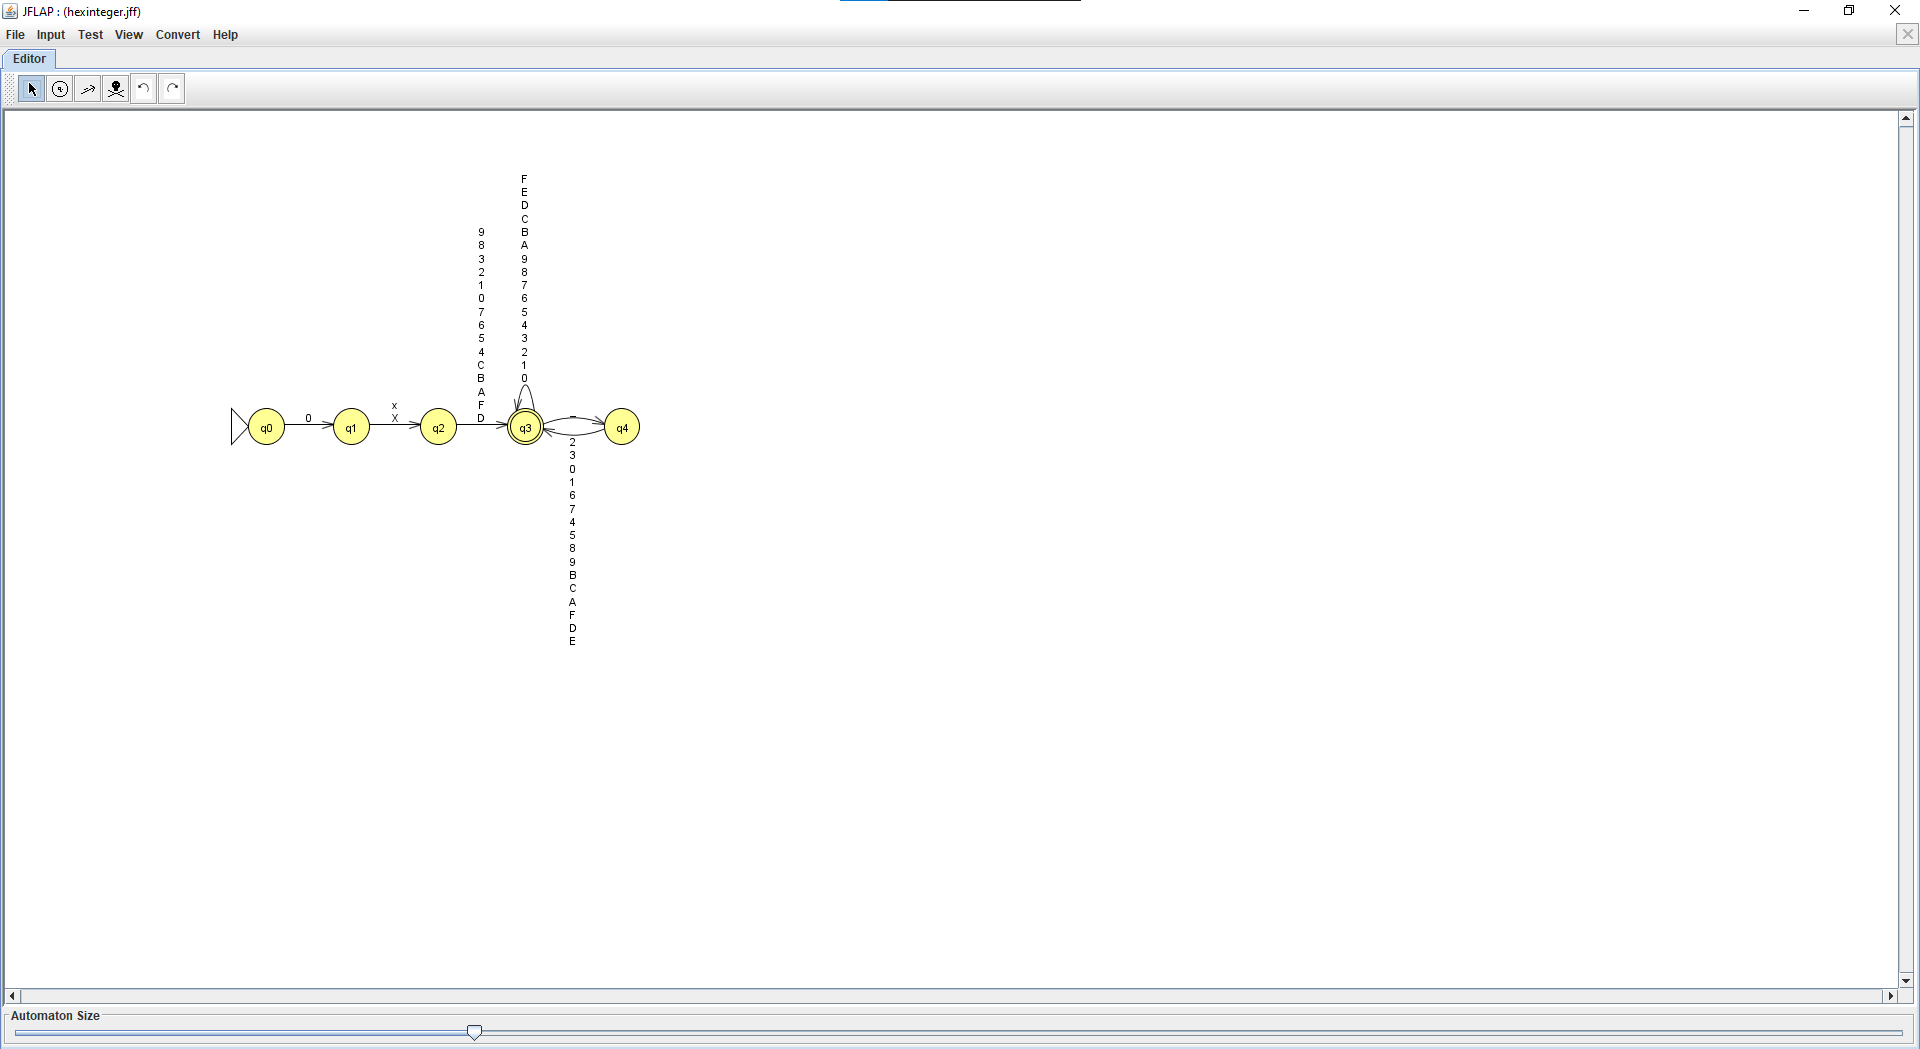 JFLAP : (hexinteger.jff)
File Input Test View Convert Help
Editor
F
E
D
C
B
A
9
8
7
6
5
4
3
2
1
0
9
8
3
2
1
0
7
6
5
4
C
B
A
F
D
x
X
0
q0
q1
q2
q3
q4
_
2
3
0
1
6
7
4
5
8
9
B
C
A
F
D
E
Automaton Size